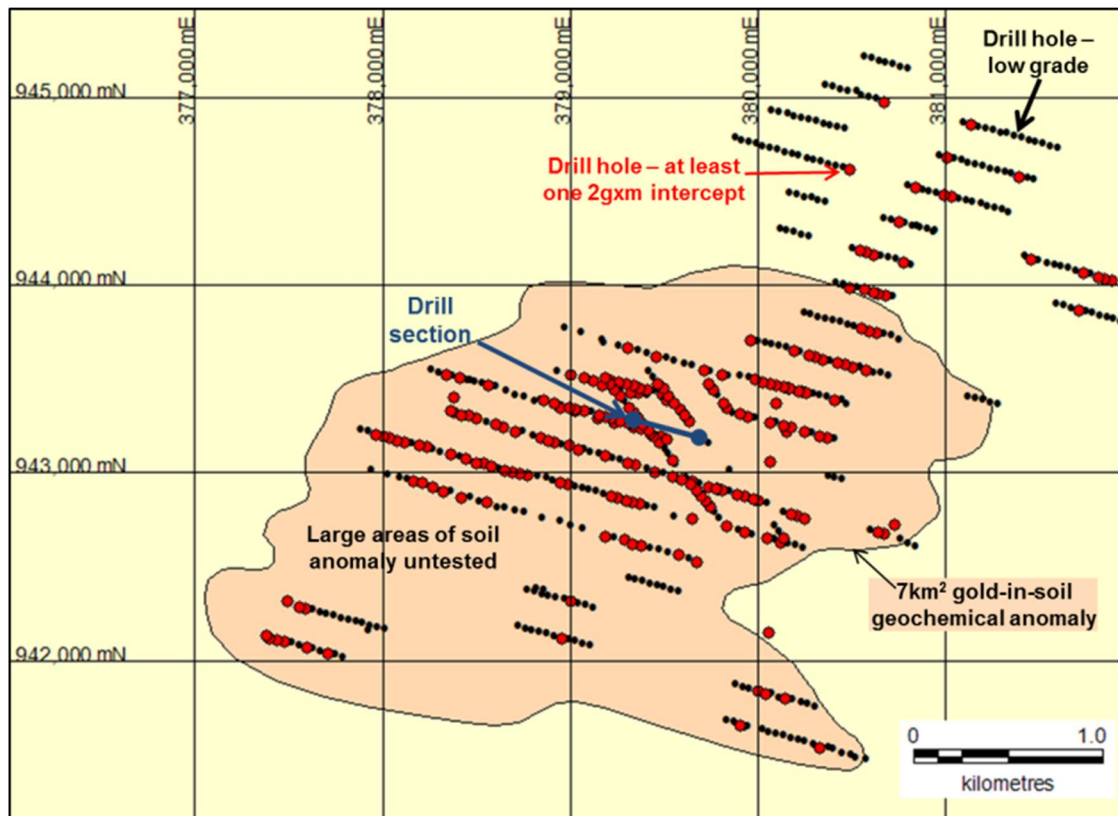 377,000 mE
378,000 mE
379,000 mE
380,000 mE
381,000 mE
945,000 mN
Drill hole –
low grade
Drill hole – at least
one 2gxm intercept
944,000 mN
Drill
section
943,000 mN
Large areas of soil
anomaly untested
7km² gold-in-soil
geochemical anomaly
942,000 mN
0 1.0
kilometres